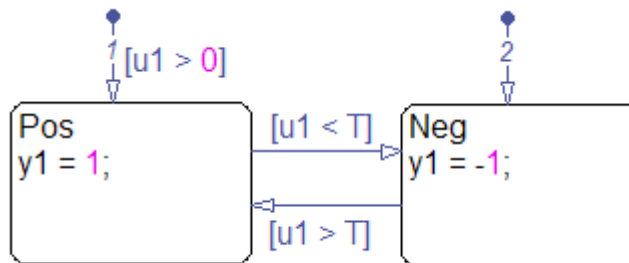 1
[u1 > 0]
2
Pos
y1 = 1;
[u1 < T]
[u1 > T]
Neg
y1 = -1;